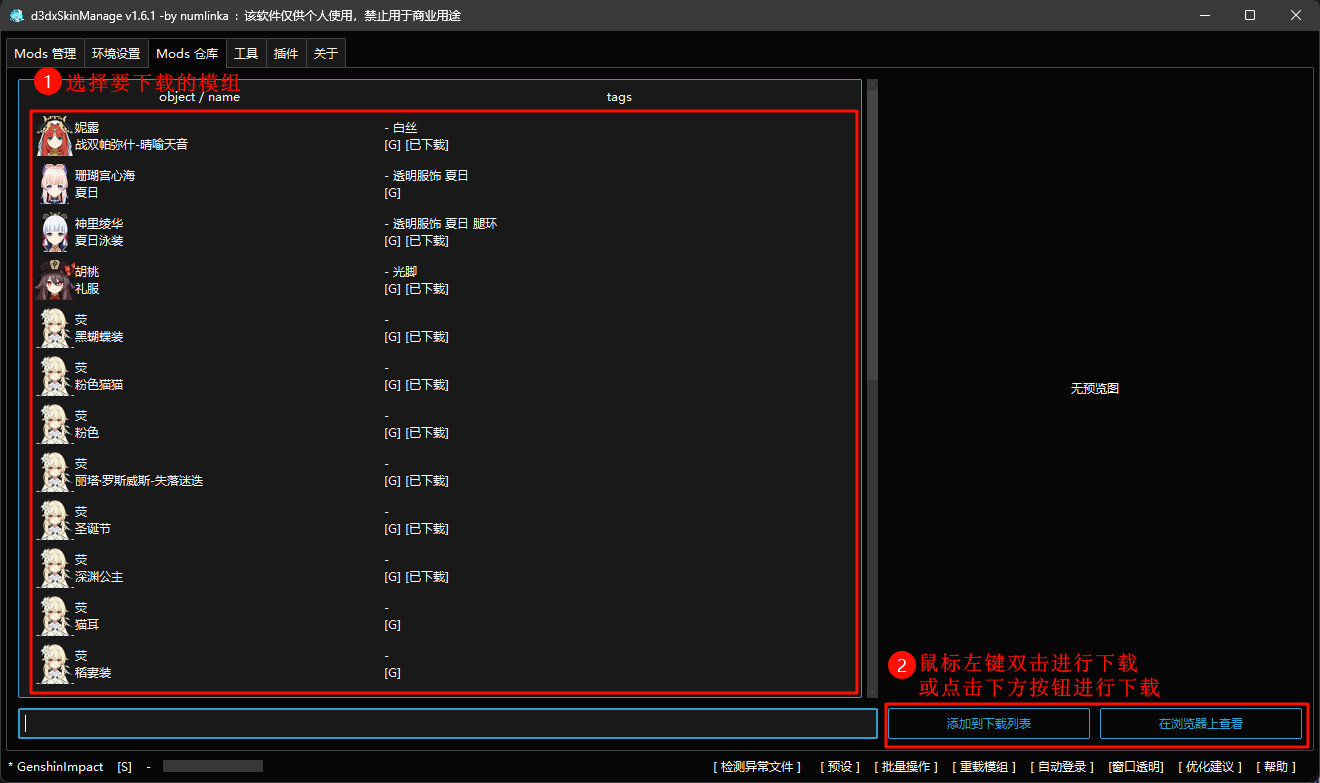 d3dxSkinManage v1.6.1 -by numlinka ：该软件仅供个人使用，禁止用于商业用途
Mods 管理 环境设置 Mods 仓库 工具 插件 关于
1 选择要下载的模组
object / name tags
妮露 - 白丝
战双帕弥什-晴喻天音 [G] [已下载]
珊瑚宫心海 - 透明服饰 夏日
夏日 [G]
神里绫华 - 透明服饰 夏日 腿环
夏日泳装 [G] [已下载]
胡桃 - 光脚
礼服 [G] [已下载]
荧 -
黑蝴蝶装 [G] [已下载]
荧 -
粉色猫猫 [G] [已下载]
荧 -
粉色 [G] [已下载]
荧 -
丽塔·罗斯威斯-失落迷迭 [G] [已下载]
荧 -
圣诞节 [G] [已下载]
荧 -
深渊公主 [G] [已下载]
荧 -
猫耳 [G]
荧 -
稻妻装 [G]
无预览图
2 鼠标左键双击进行下载
或点击下方按钮进行下载
添加到下载列表 在浏览器上查看
* GenshinImpact [S] - [ 检测异常文件 ] [ 预设 ] [ 批量操作 ] [ 重载模组 ] [ 自动登录 ] [窗口透明] [ 优化建议 ] [ 帮助 ]